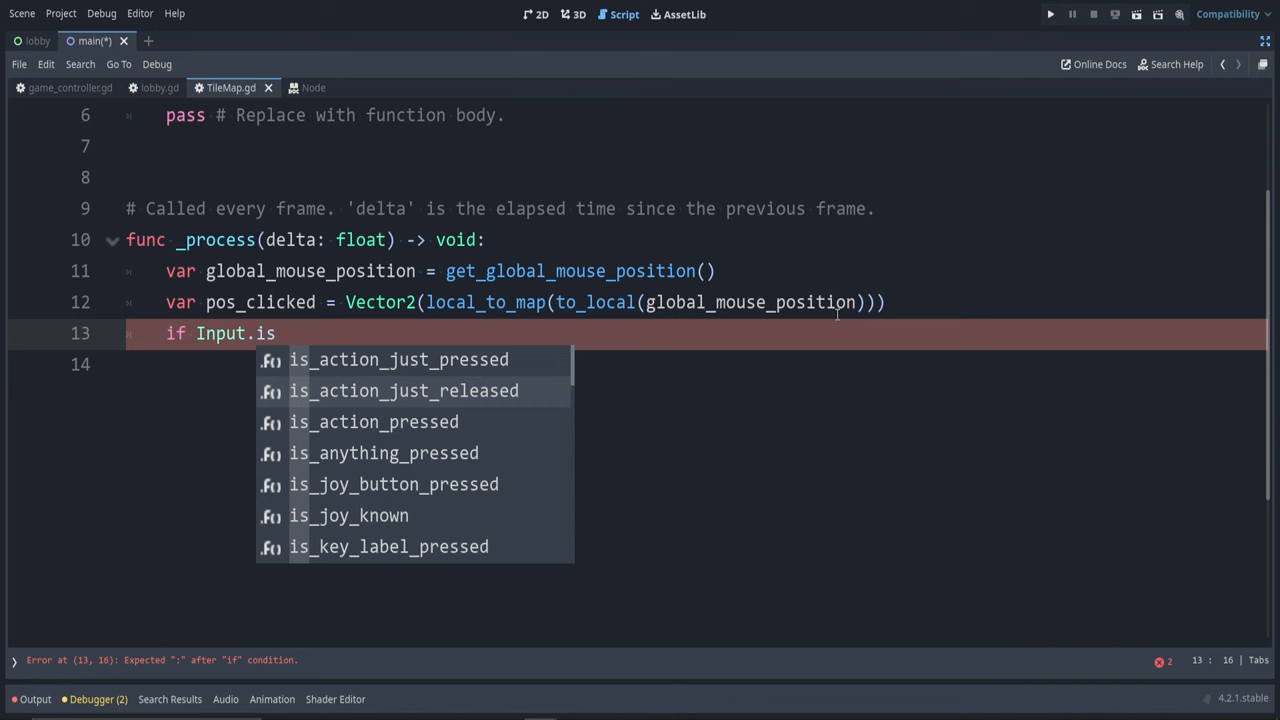 Scene Project Debug Editor Help 2D 3D Script AssetLib Compatibility
lobby main(*)
File Edit Search Go To Debug Online Docs Search Help
game_controller.gd lobby.gd TileMap.gd Node
6 pass # Replace with function body.
7
8
9 # Called every frame. 'delta' is the elapsed time since the previous frame.
10 func _process(delta: float) -> void:
11 var global_mouse_position = get_global_mouse_position()
12 var pos_clicked = Vector2(local_to_map(to_local(global_mouse_position)))
13 if Input.is
14
is_action_just_pressed
is_action_just_released
is_action_pressed
is_anything_pressed
is_joy_button_pressed
is_joy_known
is_key_label_pressed
Error at (13, 16): Expected ":" after "if" condition. 2 13 : 16 | Tabs
Output Debugger (2) Search Results Audio Animation Shader Editor 4.2.1.stable